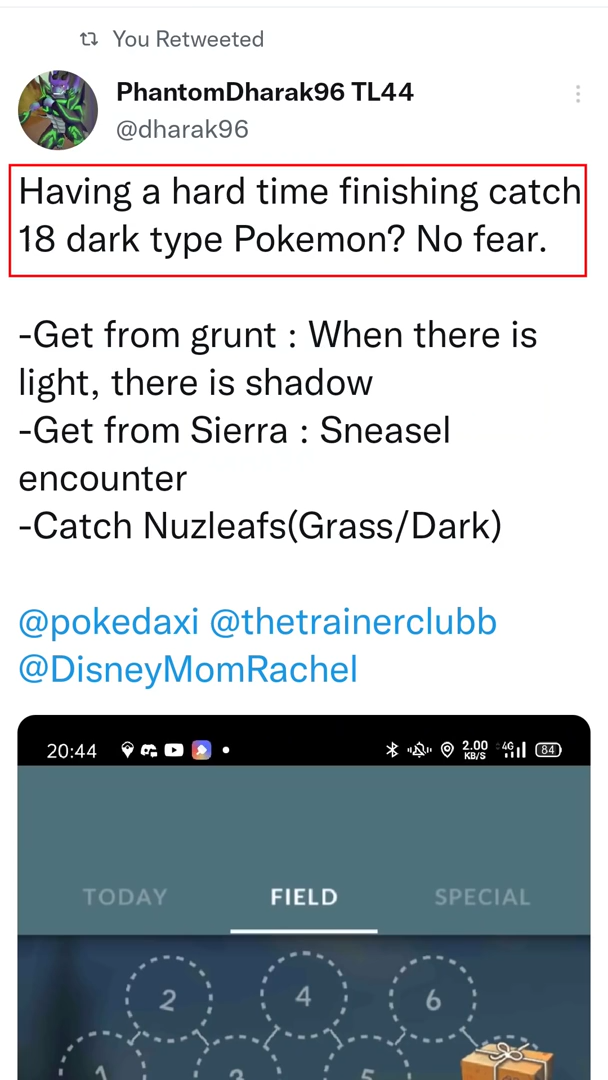 You Retweeted
PhantomDharak96 TL44
@dharak96
Having a hard time finishing catch
18 dark type Pokemon? No fear.
-Get from grunt : When there is
light, there is shadow
-Get from Sierra : Sneasel
encounter
-Catch Nuzleafs(Grass/Dark)
@pokedaxi @thetrainerclubb
@DisneyMomRachel
20:44 2.00 KB/S 4G 84
TODAY FIELD SPECIAL
2 4 6